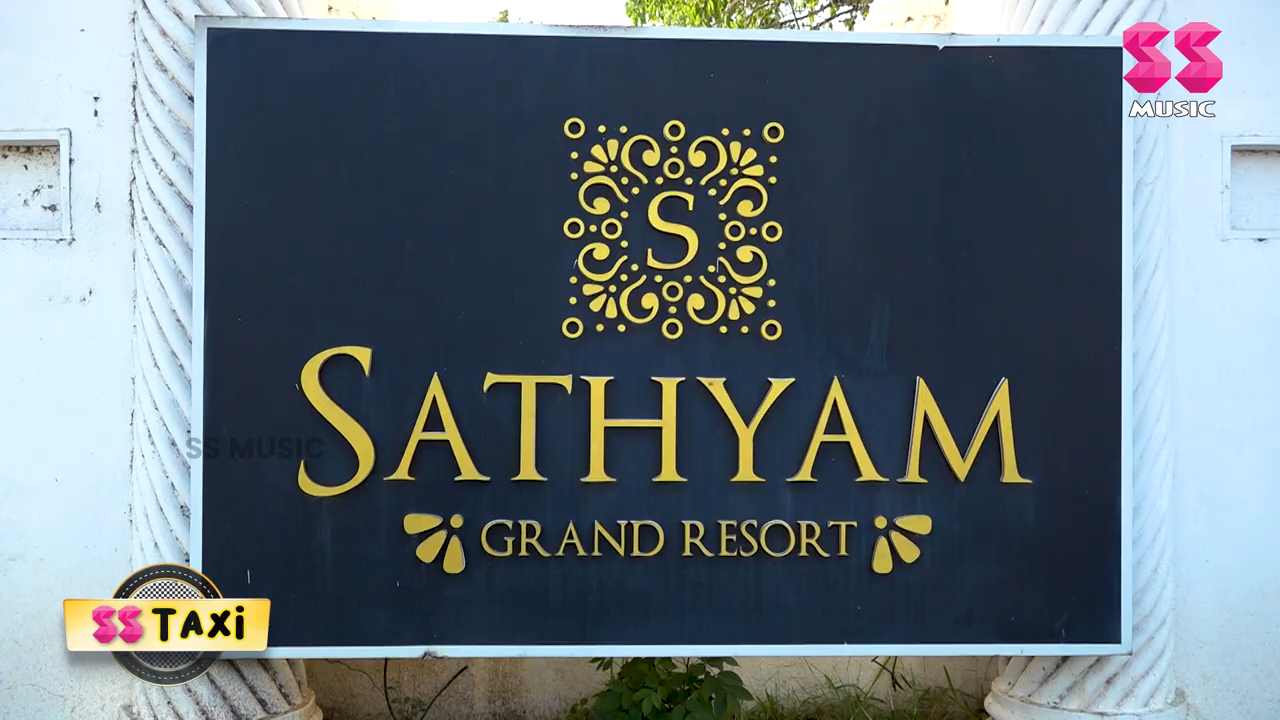 SS
MUSIC
S
SATHYAM
SS MUSIC
GRAND RESORT
SS TAXi